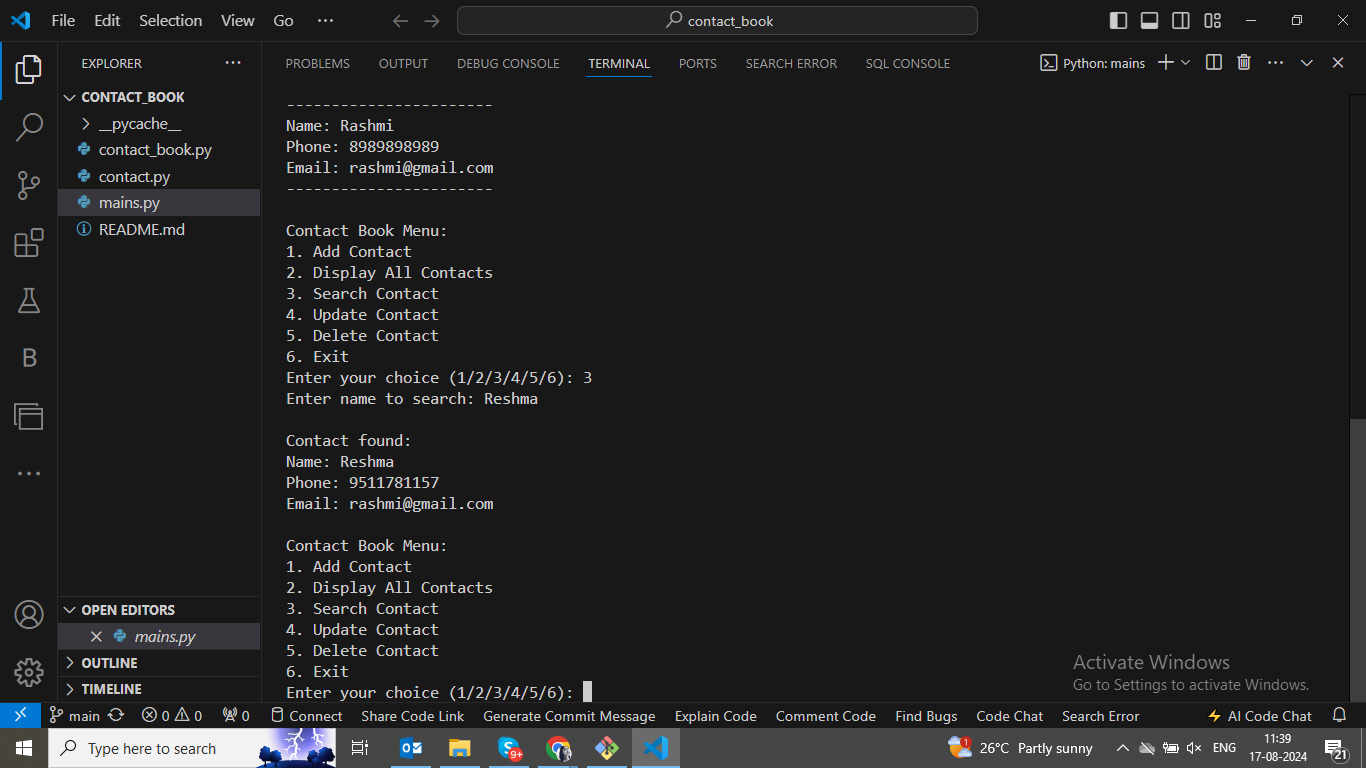 File Edit Selection View Go ···
contact_book
EXPLORER
CONTACT_BOOK
__pycache__
contact_book.py
contact.py
mains.py
README.md
OPEN EDITORS
mains.py
OUTLINE
TIMELINE
PROBLEMS OUTPUT DEBUG CONSOLE TERMINAL PORTS SEARCH ERROR SQL CONSOLE
Python: mains
-----------------------
Name: Rashmi
Phone: 8989898989
Email: rashmi@gmail.com
-----------------------
Contact Book Menu:
1. Add Contact
2. Display All Contacts
3. Search Contact
4. Update Contact
5. Delete Contact
6. Exit
Enter your choice (1/2/3/4/5/6): 3
Enter name to search: Reshma
Contact found:
Name: Reshma
Phone: 9511781157
Email: rashmi@gmail.com
Contact Book Menu:
1. Add Contact
2. Display All Contacts
3. Search Contact
4. Update Contact
5. Delete Contact
6. Exit
Enter your choice (1/2/3/4/5/6):
Activate Windows
Go to Settings to activate Windows.
main 0 0 0 Connect Share Code Link Generate Commit Message Explain Code Comment Code Find Bugs Code Chat Search Error AI Code Chat
Type here to search
9+
1
26°C Partly sunny
ENG
11:39
17-08-2024
21
B